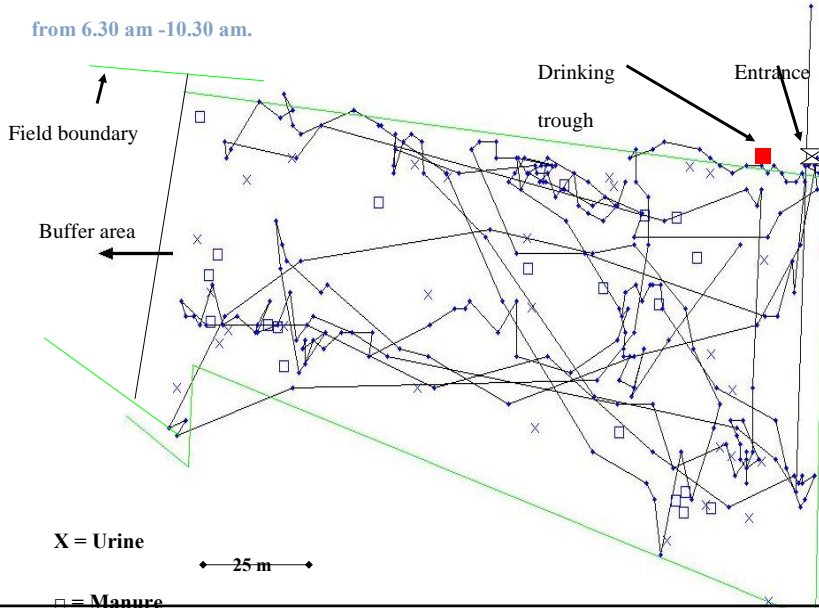 from 6.30 am -10.30 am.
Drinking
trough
Entrance
Field boundary
Buffer area
X = Urine
25 m
□ = Manure